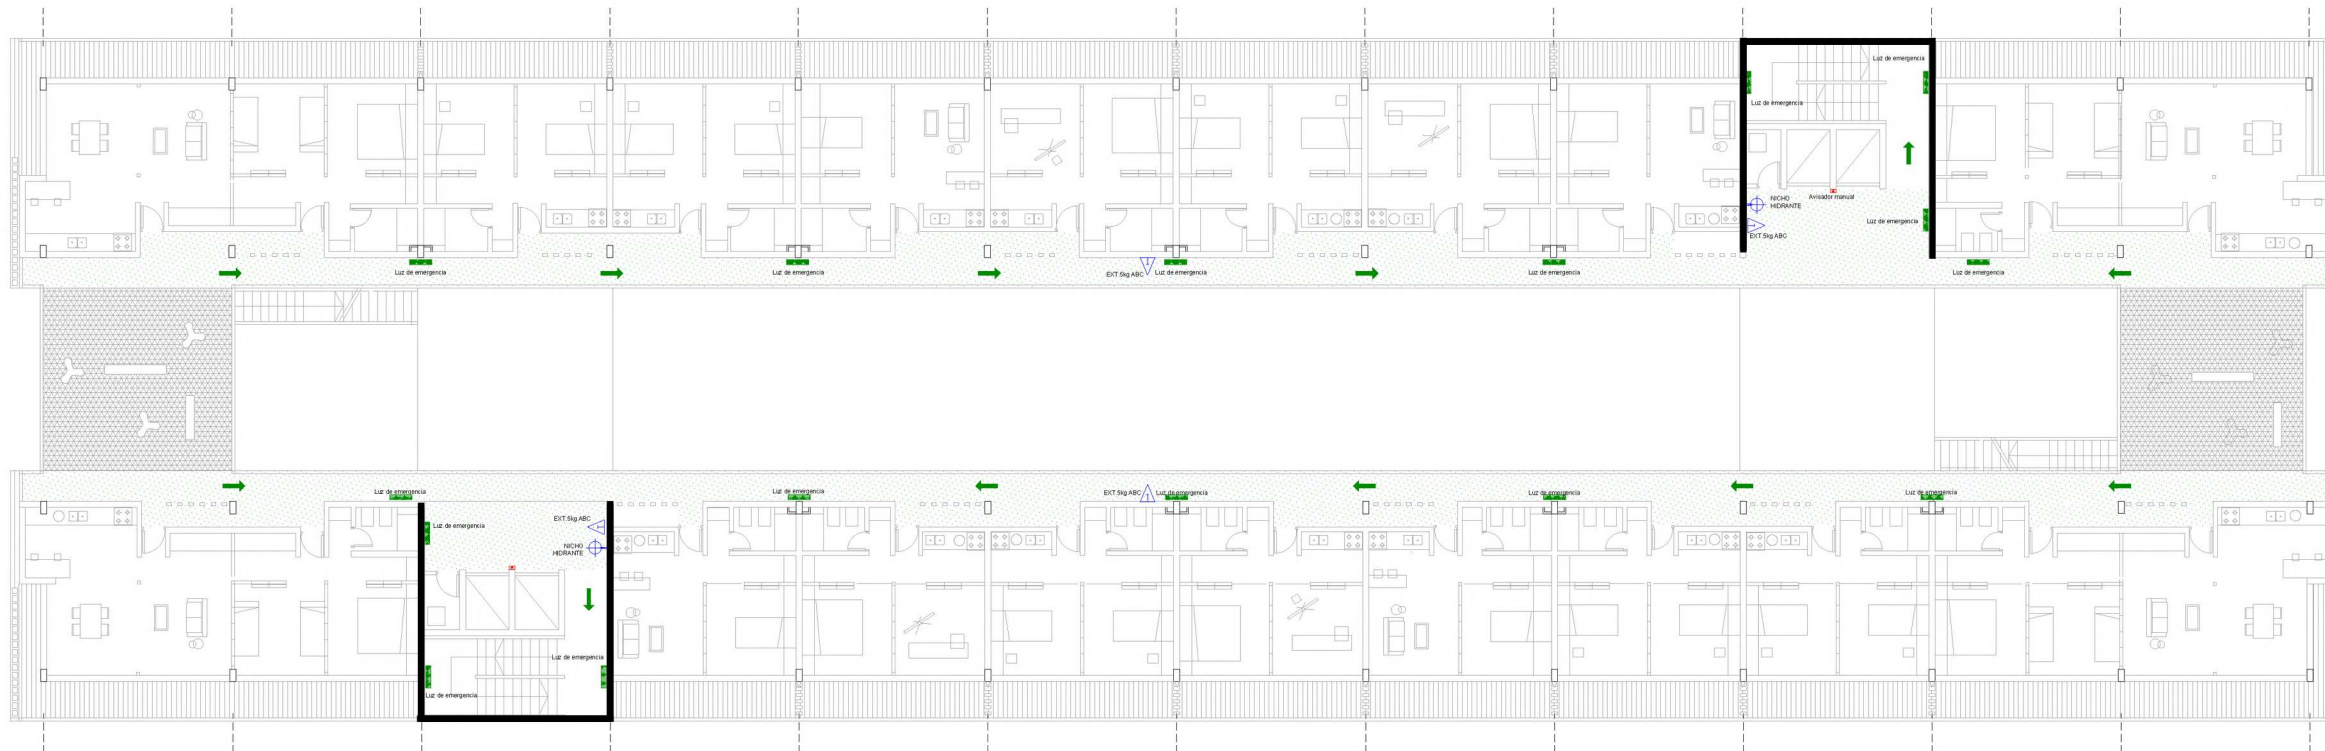 Luz de emergencia
Luz de emergencia
NICHO
HIDRANTE
Avisador manual
Luz de emergencia
EXT.5kg ABC
Luz de emergencia
Luz de emergencia
EXT.5kg ABC
Luz de emergencia
Luz de emergencia
Luz de emergencia
Luz de emergencia
Luz de emergencia
EXT.5kg ABC
Luz de emergencia
Luz de emergencia
Luz de emergencia
Luz de emergencia
EXT.5kg ABC
NICHO
HIDRANTE
Luz de emergencia
Luz de emergencia